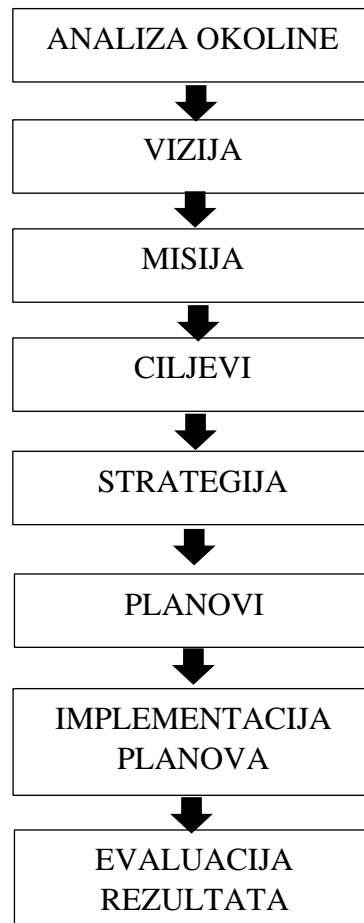 ANALIZA OKOLINE
VIZIJA
MISIJA
CILJEVI
STRATEGIJA
PLANOVI
IMPLEMENTACIJA
PLANOVA
EVALUACIJA
REZULTATA